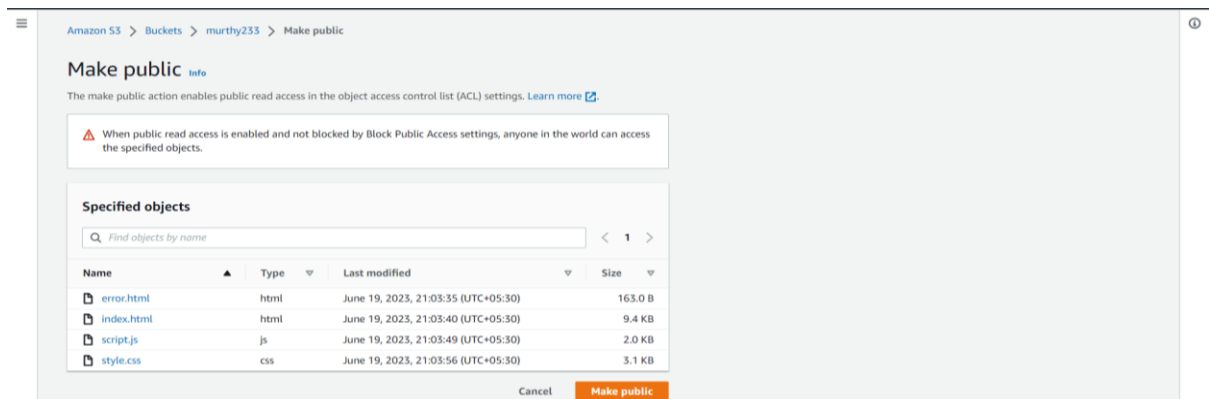 Amazon S3 > Buckets > murthy233 > Make public
Make public Info
The make public action enables public read access in the object access control list (ACL) settings. Learn more
When public read access is enabled and not blocked by Block Public Access settings, anyone in the world can access
the specified objects.
Specified objects
Find objects by name
< 1 >
Name Type Last modified Size
error.html html June 19, 2023, 21:03:35 (UTC+05:30) 163.0 B
index.html html June 19, 2023, 21:03:40 (UTC+05:30) 9.4 KB
script.js js June 19, 2023, 21:03:49 (UTC+05:30) 2.0 KB
style.css css June 19, 2023, 21:03:56 (UTC+05:30) 3.1 KB
Cancel Make public